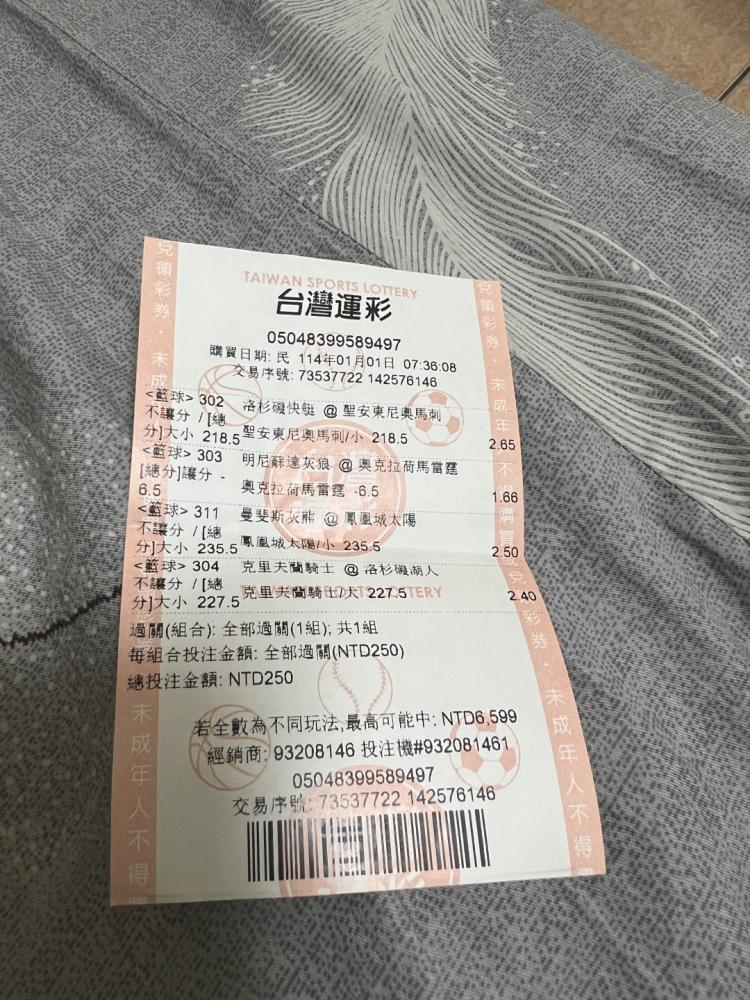 TAIWAN SPORTS LOTTERY
台灣運彩
05048399589497
購買日期: 民 114年01月01日 07:36:08
交易序號: 73537722 142576146
<籃球> 302 洛杉磯快艇 @ 聖安東尼奧馬刺
不讓分 / [總
分]大小 218.5 聖安東尼奧馬刺/小 218.5 2.65
<籃球> 303 明尼蘇達灰狼 @ 奧克拉荷馬雷霆
[總分]讓分 -
6.5 奧克拉荷馬雷霆 -6.5 1.66
<籃球> 311 曼斐斯灰熊 @ 鳳凰城太陽
不讓分 / [總
分]大小 235.5 鳳凰城太陽/小 235.5 2.50
<籃球> 304 克里夫蘭騎士 @ 洛杉磯湖人
不讓分 / [總
分]大小 227.5 克里夫蘭騎士/大 227.5 2.40
TAIWAN SPORTS LOTTERY
過關(組合): 全部過關(1組); 共1組
每組合投注金額: 全部過關(NTD250)
總投注金額: NTD250
若全數為不同玩法,最高可能中: NTD6,599
經銷商: 93208146 投注機#932081461
05048399589497
交易序號: 73537722 142576146
兌領彩券・未成
未成年人不得
兌領彩券・未成年人不得購買
兌領彩券・未成年人不得